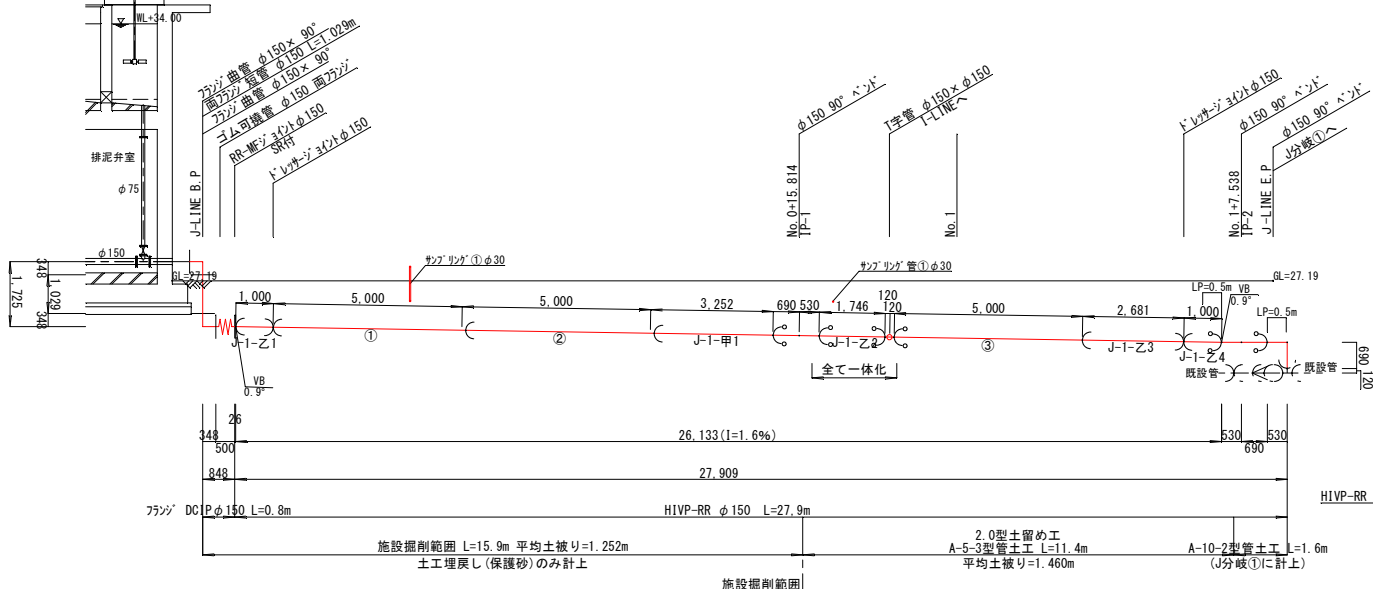 WL+34.00
フランジ曲管 φ150× 90°
両フランジ短管 φ150 L=1.029m
フランジ曲管 φ150× 90°
ゴム可撓管 φ150 両フランジ
RR-MFジョイントφ150
SR付
ドレッサージョイントφ150
φ150 90° ベンド
T字管 φ150×φ150
I-LINEへ
ドレッサージョイントφ150
φ150 90° ベンド
φ150 90° ベンド
J分岐①へ
排泥弁室
φ75
φ150
J-LINE B.P
No.0+15.814
IP-1
No.1
No.1+7.538
IP-2
J-LINE E.P
348
1,029
348
1,725
GL=27.19
サンプリング①φ30
サンプリング管①φ30
GL=27.19
1,000
5,000
5,000
3,252
690
530
1,746
120
120
5,000
2,681
1,000
LP=0.5m
VB
0.9°
LP=0.5m
J-1-乙1
①
②
J-1-甲1
J-1-乙2
③
J-1-乙3
J-1-乙4
VB
0.9°
全て一体化
既設管
既設管
690
120
26
348
500
26,133(I=1.6%)
530
690
530
848
27,909
フランジ DCIPφ150 L=0.8m
HIVP-RR φ150 L=27.9m
HIVP-RR
施設掘削範囲 L=15.9m 平均土被り=1.252m
土工埋戻し(保護砂)のみ計上
2.0型土留め工
A-5-3型管土工 L=11.4m
平均土被り=1.460m
A-10-2型管土工 L=1.6m
(J分岐①に計上)
施設掘削範囲